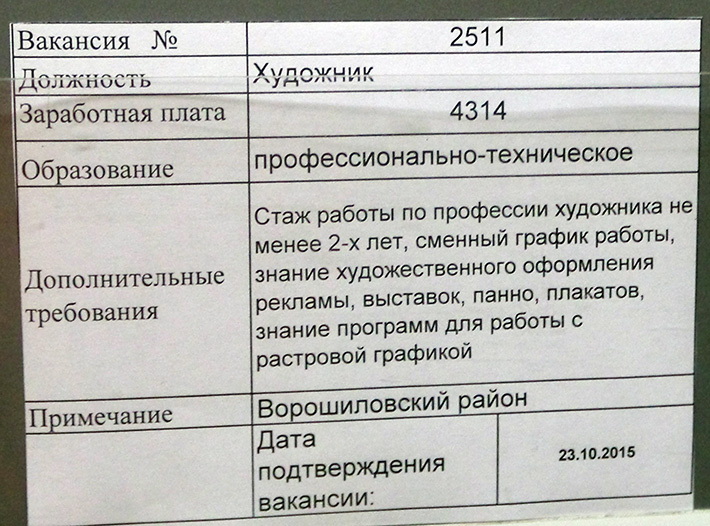 Вакансия № 2511
Должность Художник
Заработная плата 4314
Образование профессионально-техническое
Дополнительные требования
Стаж работы по профессии художника не
менее 2-х лет, сменный график работы,
знание художественного оформления
рекламы, выставок, панно, плакатов,
знание программ для работы с
растровой графикой
Примечание Ворошиловский район
Дата
подтверждения
вакансии:
23.10.2015